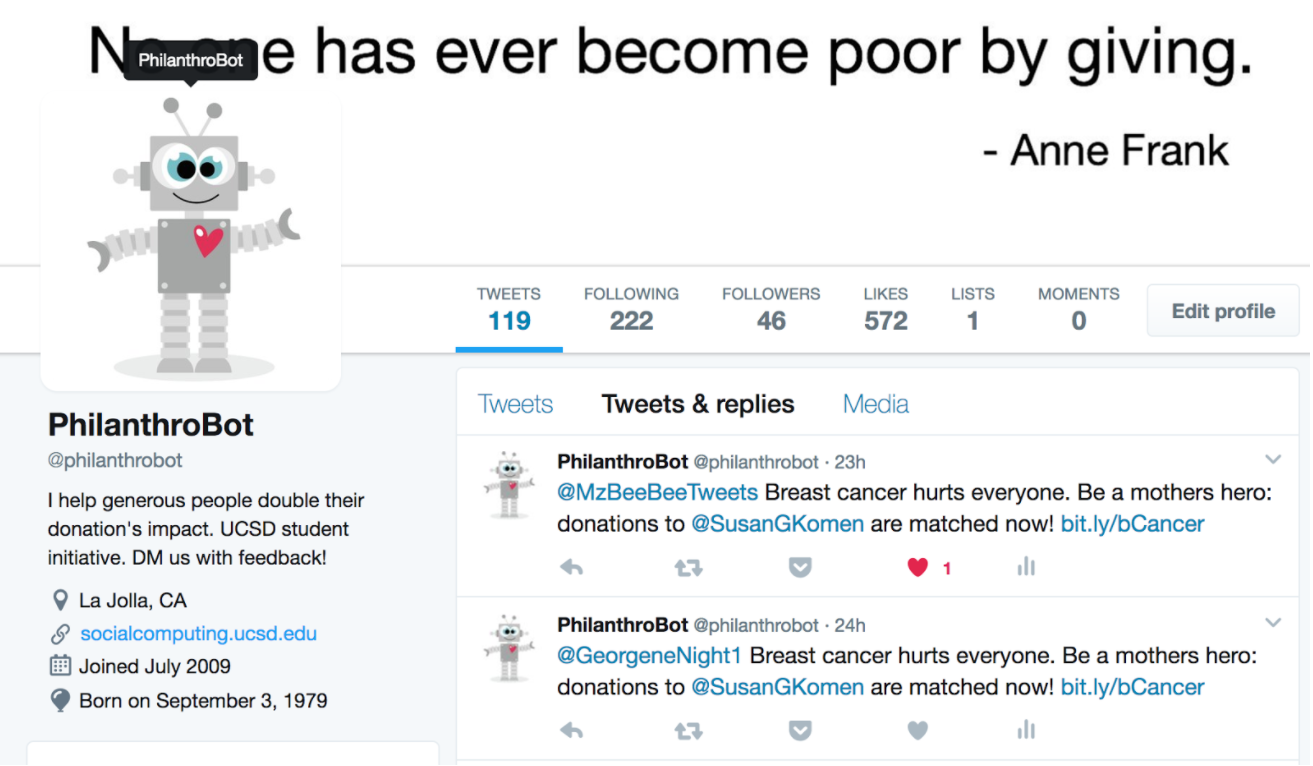 No one has ever become poor by giving.
PhilanthroBot
- Anne Frank
TWEETS
119
FOLLOWING
222
FOLLOWERS
46
LIKES
572
LISTS
1
MOMENTS
0
Edit profile
PhilanthroBot
@philanthrobot
I help generous people double their
donation's impact. UCSD student
initiative. DM us with feedback!
La Jolla, CA
socialcomputing.ucsd.edu
Joined July 2009
Born on September 3, 1979
Tweets Tweets & replies Media
PhilanthroBot @philanthrobot · 23h
@MzBeeBeeTweets Breast cancer hurts everyone. Be a mothers hero:
donations to @SusanGKomen are matched now! bit.ly/bCancer
1
PhilanthroBot @philanthrobot · 24h
@GeorgeneNight1 Breast cancer hurts everyone. Be a mothers hero:
donations to @SusanGKomen are matched now! bit.ly/bCancer